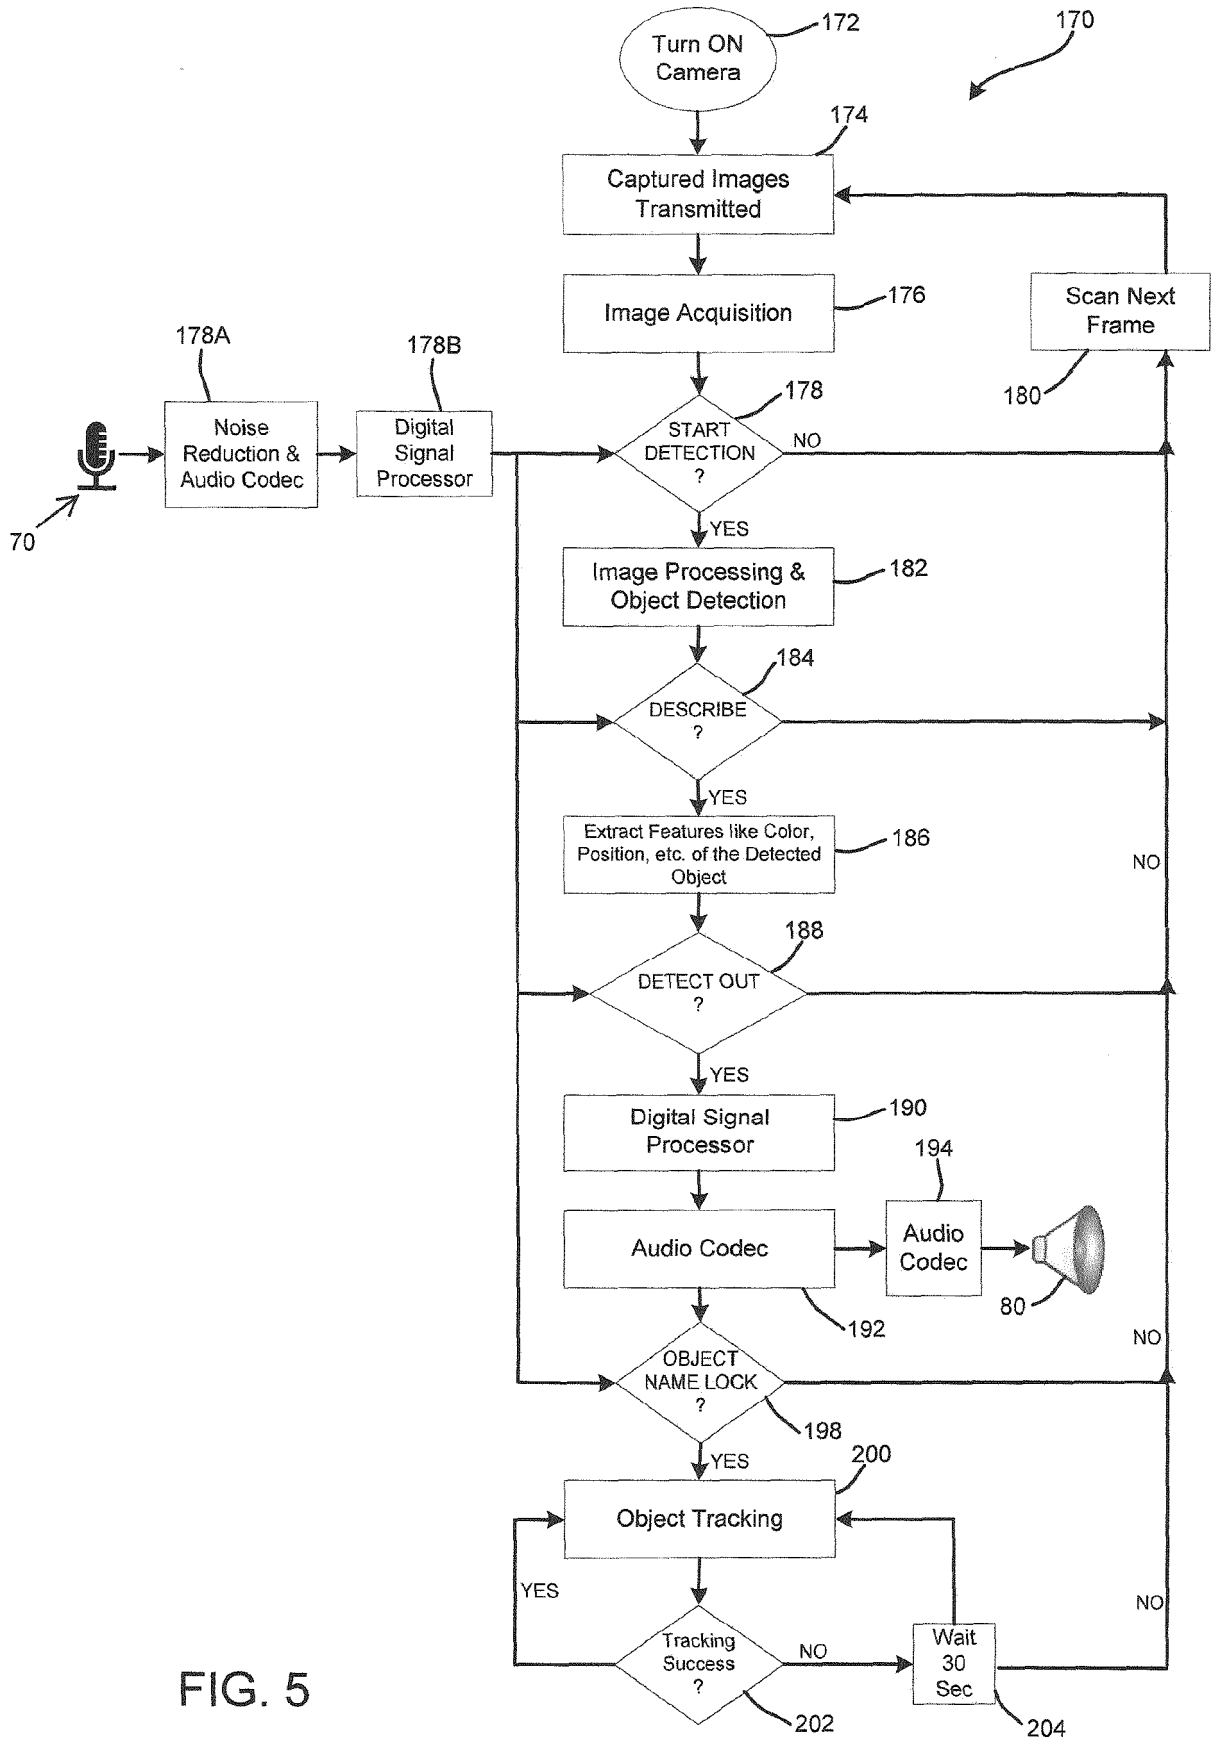 172
170
Turn ON
Camera
174
Captured Images
Transmitted
176
Image Acquisition
Scan Next
Frame
180
178A
178B
178
Noise
Reduction &
Audio Codec
Digital
Signal
Processor
START
DETECTION
?
NO
70
YES
Image Processing &
Object Detection
182
184
DESCRIBE
?
YES
Extract Features like Color,
Position, etc. of the Detected
Object
186
NO
188
DETECT OUT
?
YES
Digital Signal
Processor
190
194
Audio Codec
Audio
Codec
80
192
NO
OBJECT
NAME LOCK
?
198
YES
200
Object Tracking
YES
NO
Tracking
Success
?
NO
Wait
30
Sec
202
204
FIG. 5